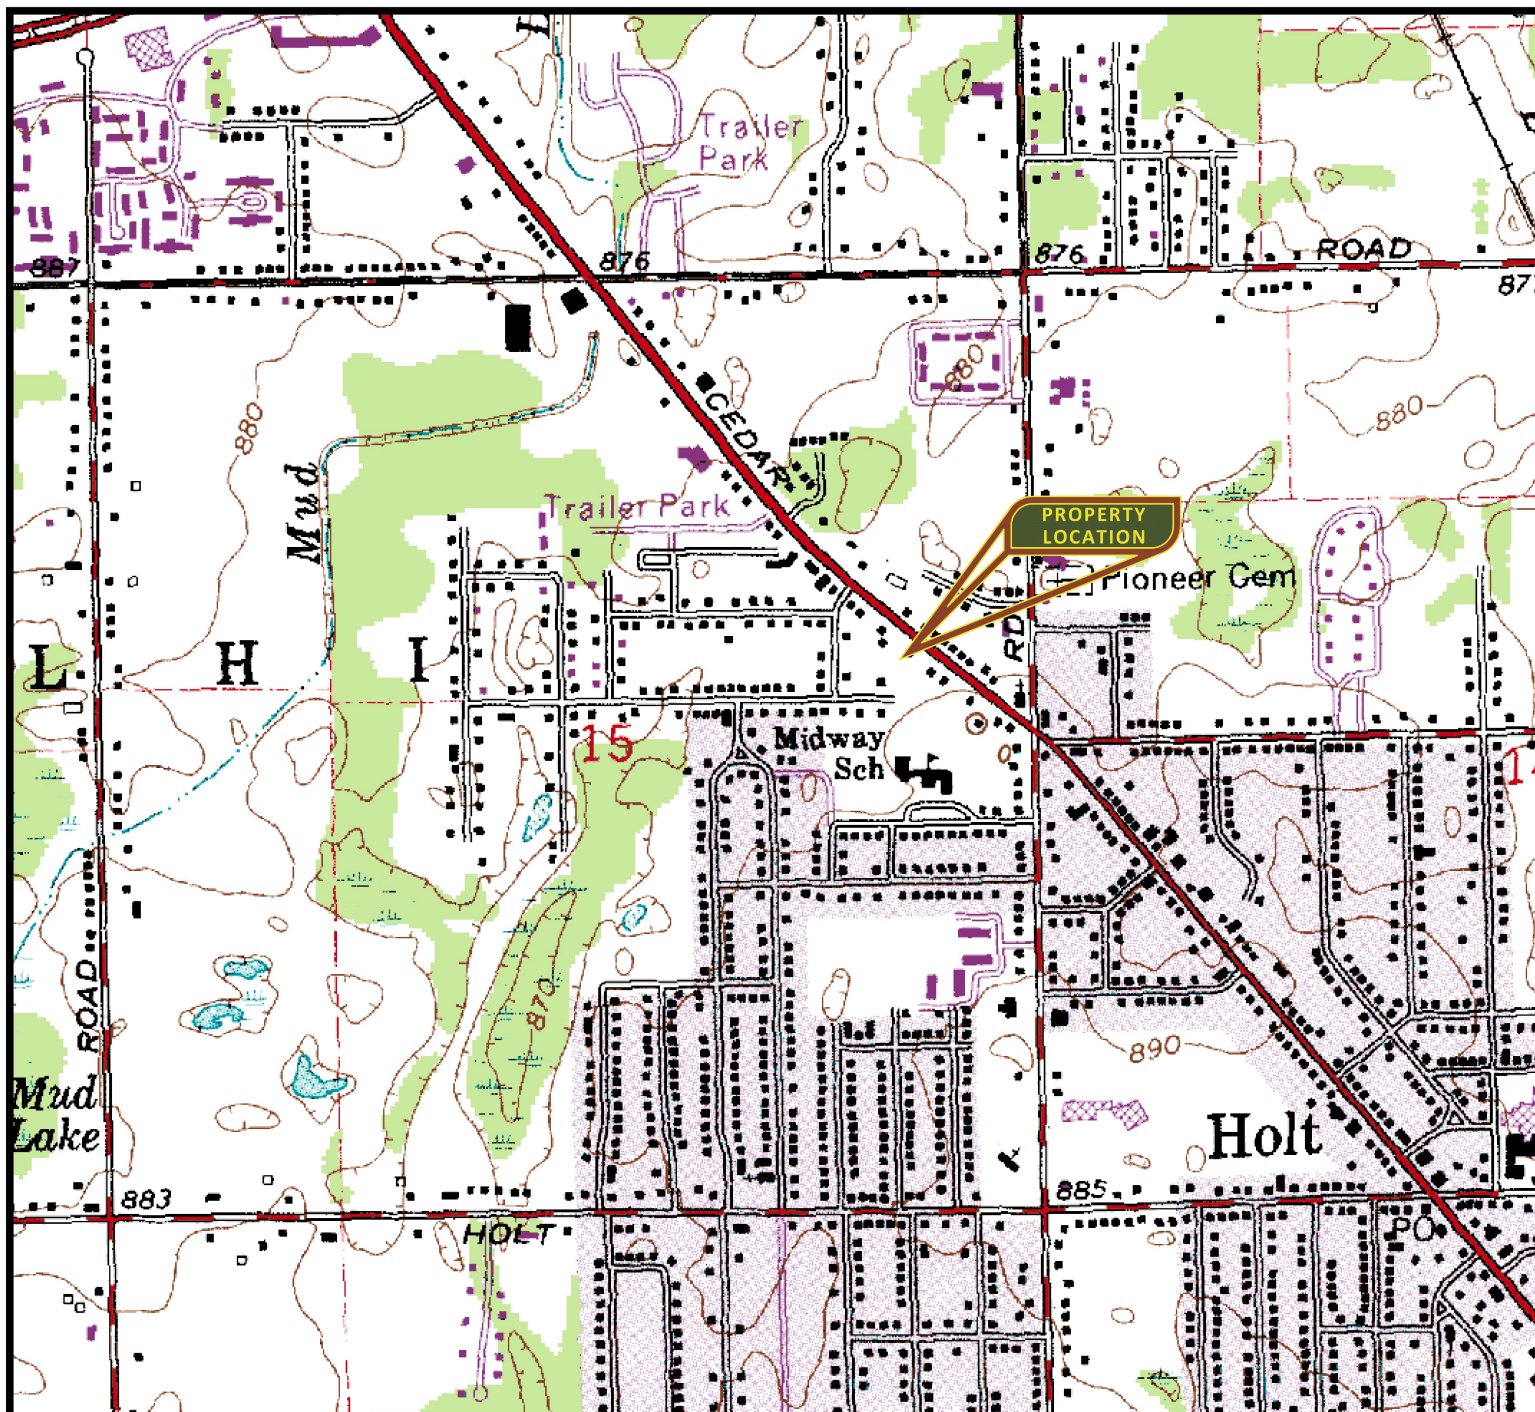 Trailer
Park
887
876
876
ROAD
880
880
880
CEDAR
Mud
Trailer Park
PROPERTY
LOCATION
Pioneer Cem
RD
L H I
15
Midway
Sch
ROAD
870
890
Mud
Lake
Holt
883
885
HOLT
PO